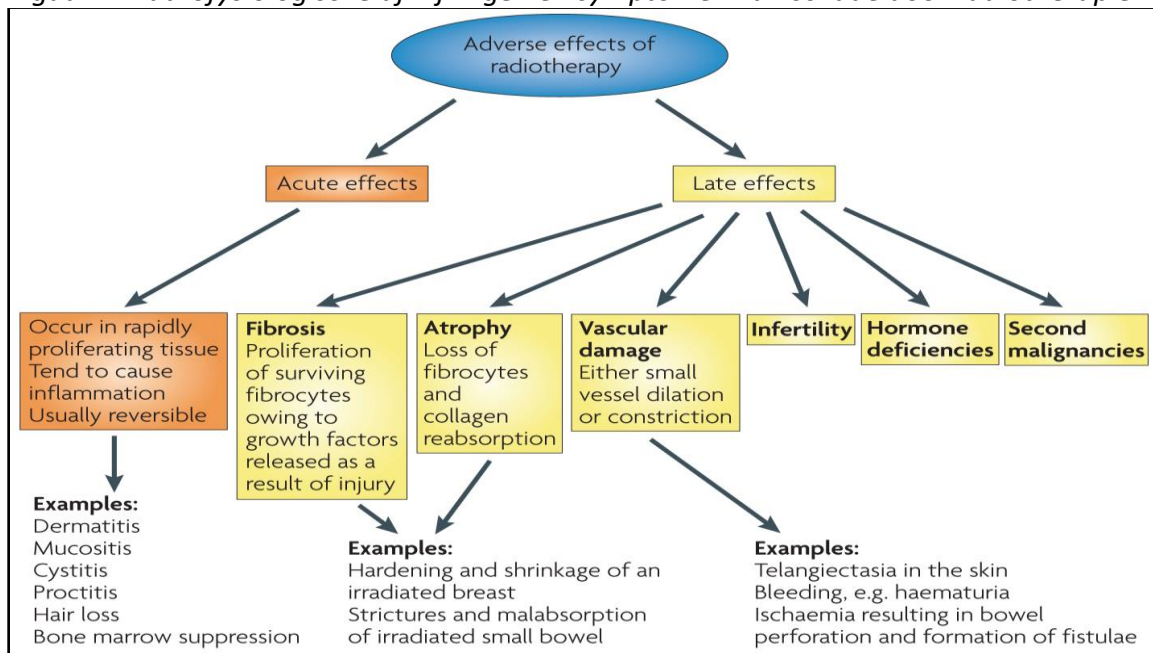 Adverse effects of
radiotherapy
Acute effects
Late effects
Occur in rapidly
proliferating tissue
Tend to cause
inflammation
Usually reversible
Fibrosis
Proliferation
of surviving
fibrocytes
owing to
growth factors
released as a
result of injury
Atrophy
Loss of
fibrocytes
and
collagen
reabsorption
Vascular
damage
Either small
vessel dilation
or constriction
Infertility
Hormone
deficiencies
Second
malignancies
Examples:
Dermatitis
Mucositis
Cystitis
Proctitis
Hair loss
Bone marrow suppression
Examples:
Hardening and shrinkage of an
irradiated breast
Strictures and malabsorption
of irradiated small bowel
Examples:
Telangiectasia in the skin
Bleeding, e.g. haematuria
Ischaemia resulting in bowel
perforation and formation of fistulae